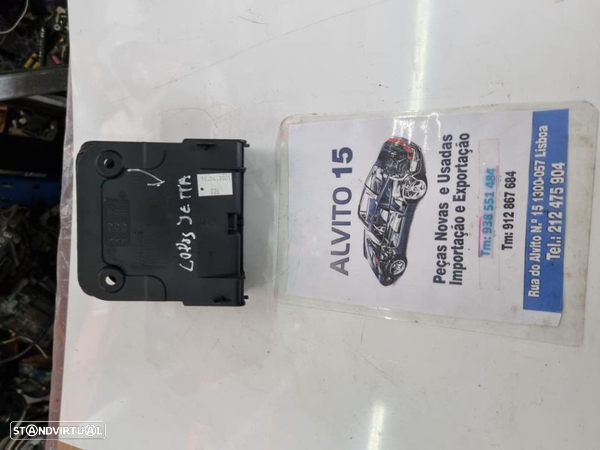 ALVITO 15
Peças Novas e Usadas
Importação e Exportação
Tm: 938 551 484
Tm: 912 867 684
Rua do Alvito N.º 15 1300-057 Lisboa
Tel.: 212 475 904
JETTA
STANDVIRTUAL